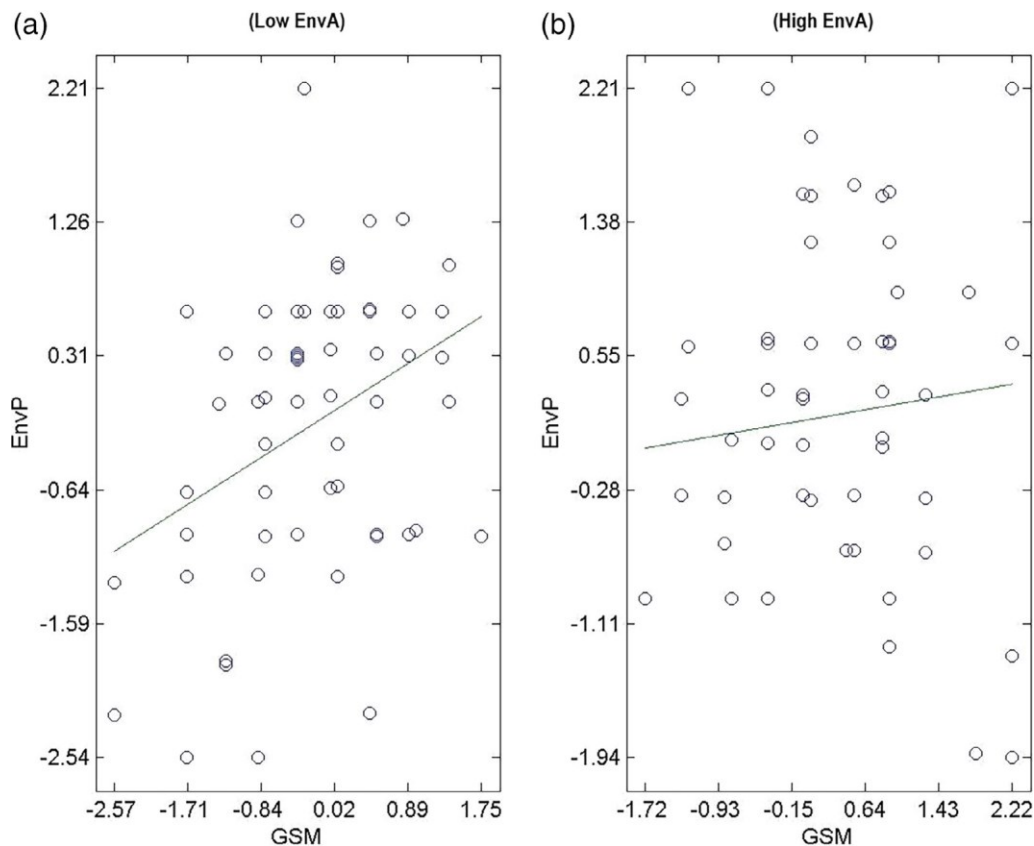 (a)
(Low EnvA)
2.21
1.26
0.31
-0.64
-1.59
-2.54
EnvP
-2.57 -1.71 -0.84 0.02 0.89 1.75
GSM
(b)
(High EnvA)
2.21
1.38
0.55
-0.28
-1.11
-1.94
EnvP
-1.72 -0.93 -0.15 0.64 1.43 2.22
GSM